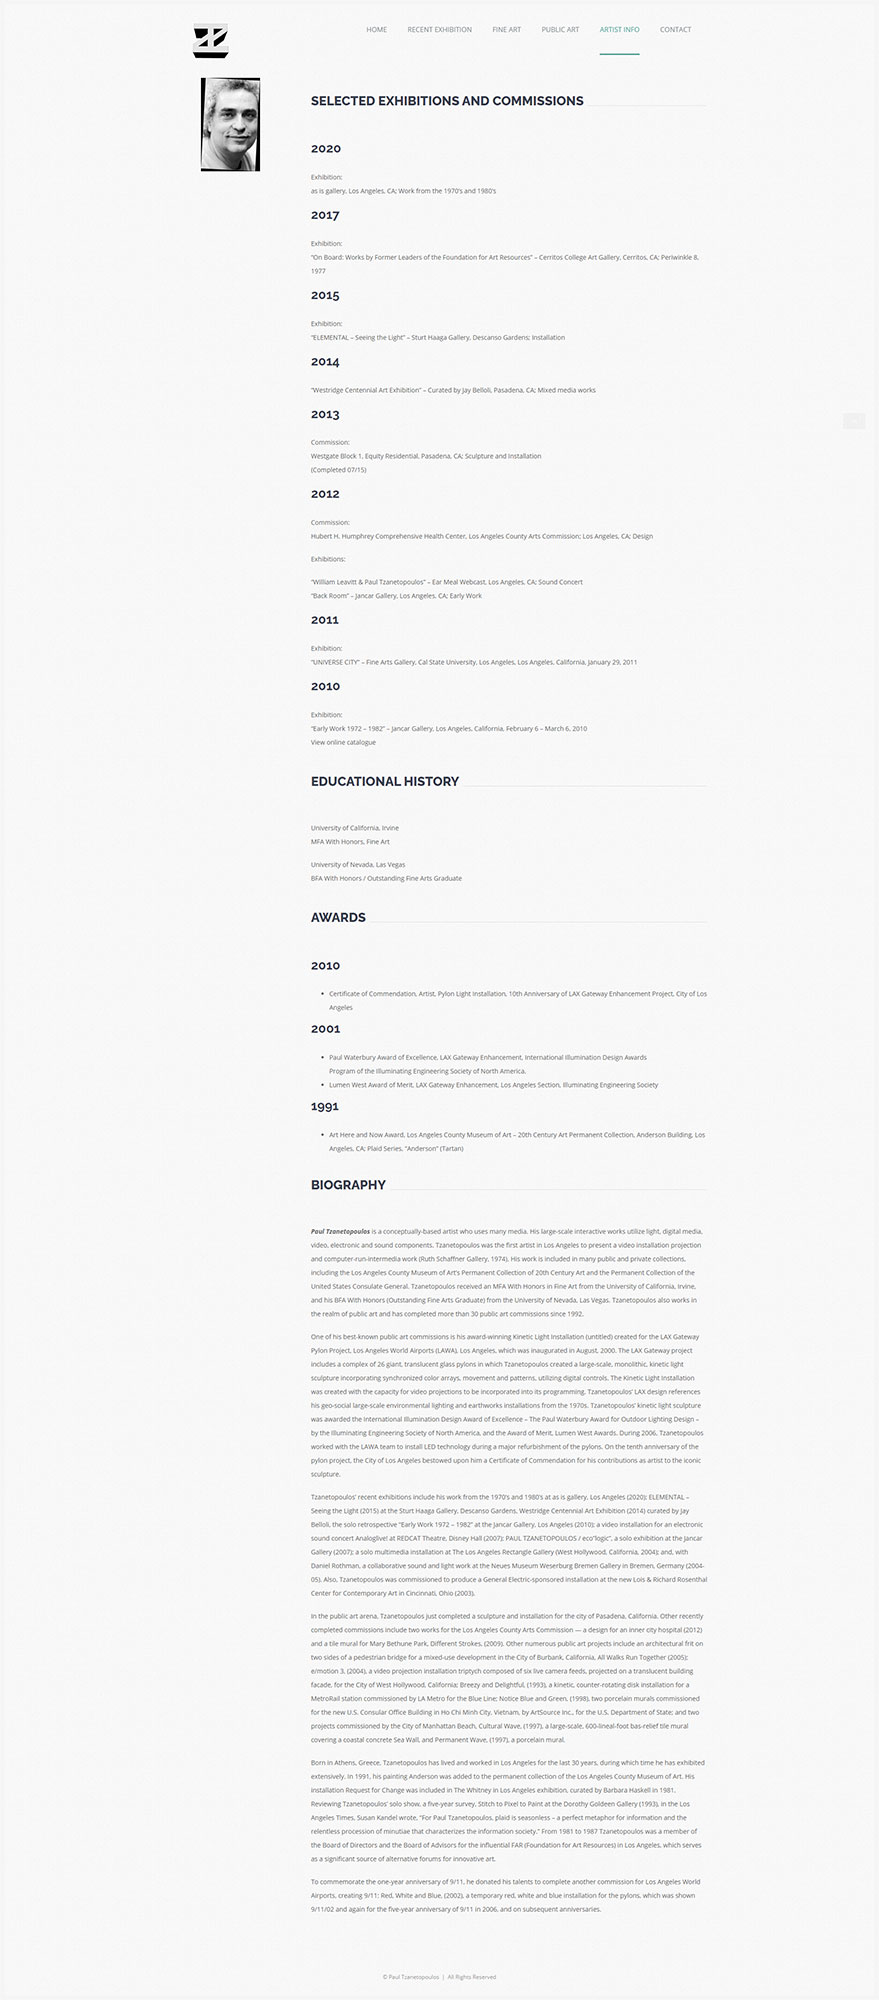 HOME
RECENT EXHIBITION
FINE ART
PUBLIC ART
ARTIST INFO
CONTACT
SELECTED EXHIBITIONS AND COMMISSIONS
2020
Exhibition:
as is gallery, Los Angeles, CA; Work from the 1970's and 1980's
2017
Exhibition:
"On Board: Works by Former Leaders of the Foundation for Art Resources" – Cerritos College Art Gallery, Cerritos, CA; Periwinkle 8,
1977
2015
Exhibition:
"ELEMENTAL – Seeing the Light" – Sturt Haaga Gallery, Descanso Gardens; Installation
2014
"Westridge Centennial Art Exhibition" – Curated by Jay Belloli, Pasadena, CA; Mixed media works
2013
Commission:
Westgate Block 1, Equity Residential, Pasadena, CA; Sculpture and Installation
(Completed 07/15)
2012
Commission:
Hubert H. Humphrey Comprehensive Health Center, Los Angeles County Arts Commission; Los Angeles, CA; Design
Exhibitions:
"William Leavitt & Paul Tzanetopoulos" – Ear Meal Webcast, Los Angeles, CA; Sound Concert
"Back Room" – Jancar Gallery, Los Angeles, CA; Early Work
2011
Exhibition:
"UNIVERSE CITY" – Fine Arts Gallery, Cal State University, Los Angeles, Los Angeles, California, January 29, 2011
2010
Exhibition:
"Early Work 1972 – 1982" – Jancar Gallery, Los Angeles, California, February 6 – March 6, 2010
View online catalogue
EDUCATIONAL HISTORY
University of California, Irvine
MFA With Honors, Fine Art
University of Nevada, Las Vegas
BFA With Honors / Outstanding Fine Arts Graduate
AWARDS
2010
• Certificate of Commendation, Artist, Pylon Light Installation, 10th Anniversary of LAX Gateway Enhancement Project, City of Los
Angeles
2001
• Paul Waterbury Award of Excellence, LAX Gateway Enhancement, International Illumination Design Awards
Program of the Illuminating Engineering Society of North America,
• Lumen West Award of Merit, LAX Gateway Enhancement, Los Angeles Section, Illuminating Engineering Society
1991
• Art Here and Now Award, Los Angeles County Museum of Art – 20th Century Art Permanent Collection, Anderson Building, Los
Angeles, CA; Plaid Series, "Anderson" (Tartan)
BIOGRAPHY
Paul Tzanetopoulos is a conceptually-based artist who uses many media. His large-scale interactive works utilize light, digital media,
video, electronic and sound components. Tzanetopoulos was the first artist in Los Angeles to present a video installation projection
and computer-run-intermedia work (Ruth Schaffner Gallery, 1974). His work is included in many public and private collections,
including the Los Angeles County Museum of Art's Permanent Collection of 20th Century Art and the Permanent Collection of the
United States Consulate General. Tzanetopoulos received an MFA With Honors in Fine Art from the University of California, Irvine,
and his BFA With Honors (Outstanding Fine Arts Graduate) from the University of Nevada, Las Vegas. Tzanetopoulos also works in
the realm of public art and has completed more than 30 public art commissions since 1992.
One of his best-known public art commissions is his award-winning Kinetic Light Installation (untitled) created for the LAX Gateway
Pylon Project, Los Angeles World Airports (LAWA), Los Angeles, which was inaugurated in August, 2000. The LAX Gateway project
includes a complex of 26 giant, translucent glass pylons in which Tzanetopoulos created a large-scale, monolithic, kinetic light
sculpture incorporating synchronized color arrays, movement and patterns, utilizing digital controls. The Kinetic Light Installation
was created with the capacity for video projections to be incorporated into its programming. Tzanetopoulos' LAX design references
his geo-social large-scale environmental lighting and earthworks installations from the 1970s. Tzanetopoulos' kinetic light sculpture
was awarded the International Illumination Design Award of Excellence – The Paul Waterbury Award for Outdoor Lighting Design –
by the Illuminating Engineering Society of North America, and the Award of Merit, Lumen West Awards. During 2006, Tzanetopoulos
worked with the LAWA team to install LED technology during a major refurbishment of the pylons. On the tenth anniversary of the
pylon project, the City of Los Angeles bestowed upon him a Certificate of Commendation for his contributions as artist to the iconic
sculpture.
Tzanetopoulos' recent exhibitions include his work from the 1970's and 1980's at as is gallery, Los Angeles (2020); ELEMENTAL –
Seeing the Light (2015) at the Sturt Haaga Gallery, Descanso Gardens, Westridge Centennial Art Exhibition (2014) curated by Jay
Belloli, the solo retrospective "Early Work 1972 – 1982" at the Jancar Gallery, Los Angeles (2010); a video installation for an electronic
sound concert Analoglive! at REDCAT Theatre, Disney Hall (2007); PAUL TZANETOPOULOS / eco"logic", a solo exhibition at the Jancar
Gallery (2007); a solo multimedia installation at The Los Angeles Rectangle Gallery (West Hollywood, California, 2004); and, with
Daniel Rothman, a collaborative sound and light work at the Neues Museum Weserburg Bremen Gallery in Bremen, Germany (2004-
05). Also, Tzanetopoulos was commissioned to produce a General Electric-sponsored installation at the new Lois & Richard Rosenthal
Center for Contemporary Art in Cincinnati, Ohio (2003).
In the public art arena, Tzanetopoulos just completed a sculpture and installation for the city of Pasadena, California. Other recently
completed commissions include two works for the Los Angeles County Arts Commission — a design for an inner city hospital (2012)
and a tile mural for Mary Bethune Park, Different Strokes, (2009). Other numerous public art projects include an architectural frit on
two sides of a pedestrian bridge for a mixed-use development in the City of Burbank, California, All Walks Run Together (2005);
e/motion 3, (2004), a video projection installation triptych composed of six live camera feeds, projected on a translucent building
facade, for the City of West Hollywood, California; Breezy and Delightful, (1993), a kinetic, counter-rotating disk installation for a
MetroRail station commissioned by LA Metro for the Blue Line; Notice Blue and Green, (1998), two porcelain murals commissioned
for the new U.S. Consular Office Building in Ho Chi Minh City, Vietnam, by ArtSource Inc., for the U.S. Department of State; and two
projects commissioned by the City of Manhattan Beach, Cultural Wave, (1997), a large-scale, 600-lineal-foot bas-relief tile mural
covering a coastal concrete Sea Wall, and Permanent Wave, (1997), a porcelain mural.
Born in Athens, Greece, Tzanetopoulos has lived and worked in Los Angeles for the last 30 years, during which time he has exhibited
extensively. In 1991, his painting Anderson was added to the permanent collection of the Los Angeles County Museum of Art. His
installation Request for Change was included in The Whitney in Los Angeles exhibition, curated by Barbara Haskell in 1981.
Reviewing Tzanetopoulos' solo show, a five-year survey, Stitch to Pixel to Paint at the Dorothy Goldeen Gallery (1993), in the Los
Angeles Times, Susan Kandel wrote, "For Paul Tzanetopoulos, plaid is seasonless – a perfect metaphor for information and the
relentless procession of minutiae that characterizes the information society." From 1981 to 1987 Tzanetopoulos was a member of
the Board of Directors and the Board of Advisors for the influential FAR (Foundation for Art Resources) in Los Angeles, which serves
as a significant source of alternative forums for innovative art.
To commemorate the one-year anniversary of 9/11, he donated his talents to complete another commission for Los Angeles World
Airports, creating 9/11: Red, White and Blue, (2002), a temporary red, white and blue installation for the pylons, which was shown
9/11/02 and again for the five-year anniversary of 9/11 in 2006, and on subsequent anniversaries.
© Paul Tzanetopoulos | All Rights Reserved